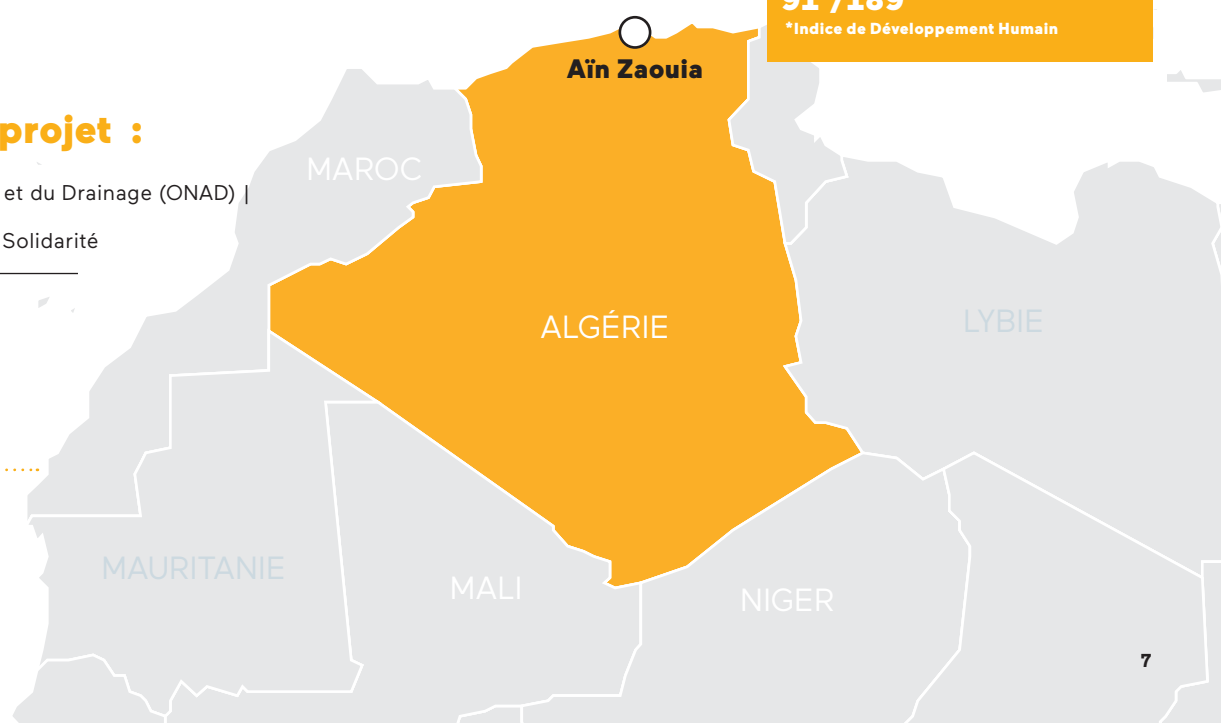 91 /189
*Indice de Développement Humain
Aïn Zaouia
projet :
et du Drainage (ONAD) |
Solidarité
.....
MAROC
ALGÉRIE
LYBIE
MAURITANIE
MALI
NIGER
7